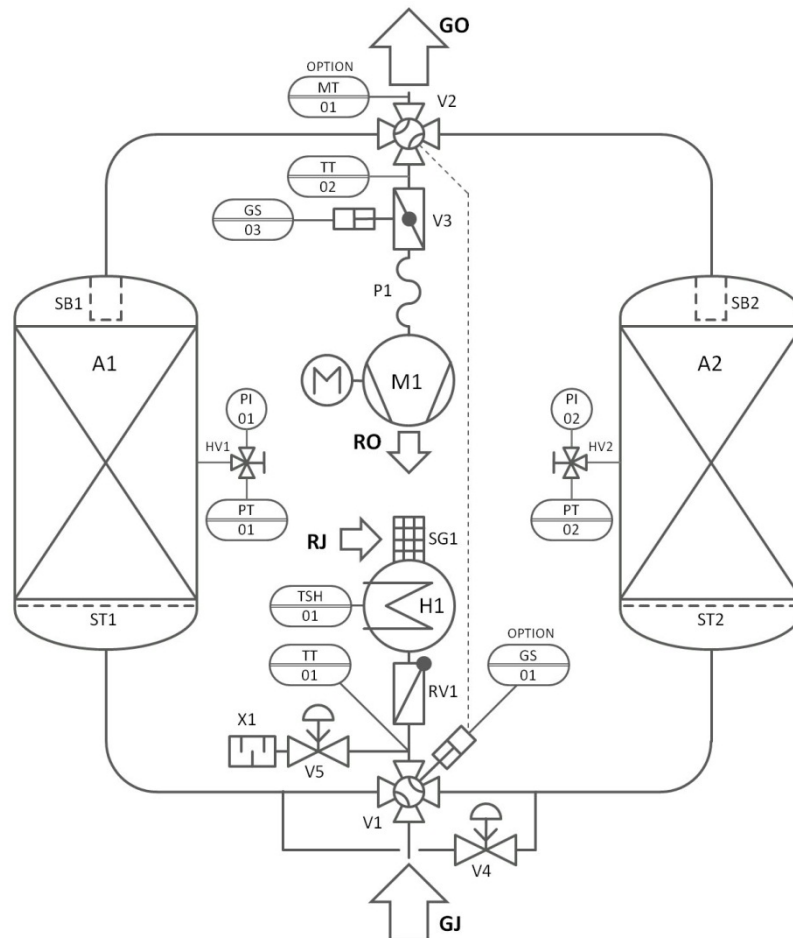 GO
OPTION
MT
01
V2
TT
02
GS
03
V3
P1
SB1
SB2
A1
M1
A2
PI
01
PI
02
HV1
HV2
RO
PT
01
PT
02
RJ
SG1
TSH
01
H1
ST1
ST2
OPTION
TT
01
GS
01
RV1
X1
V5
V1
V4
GJ